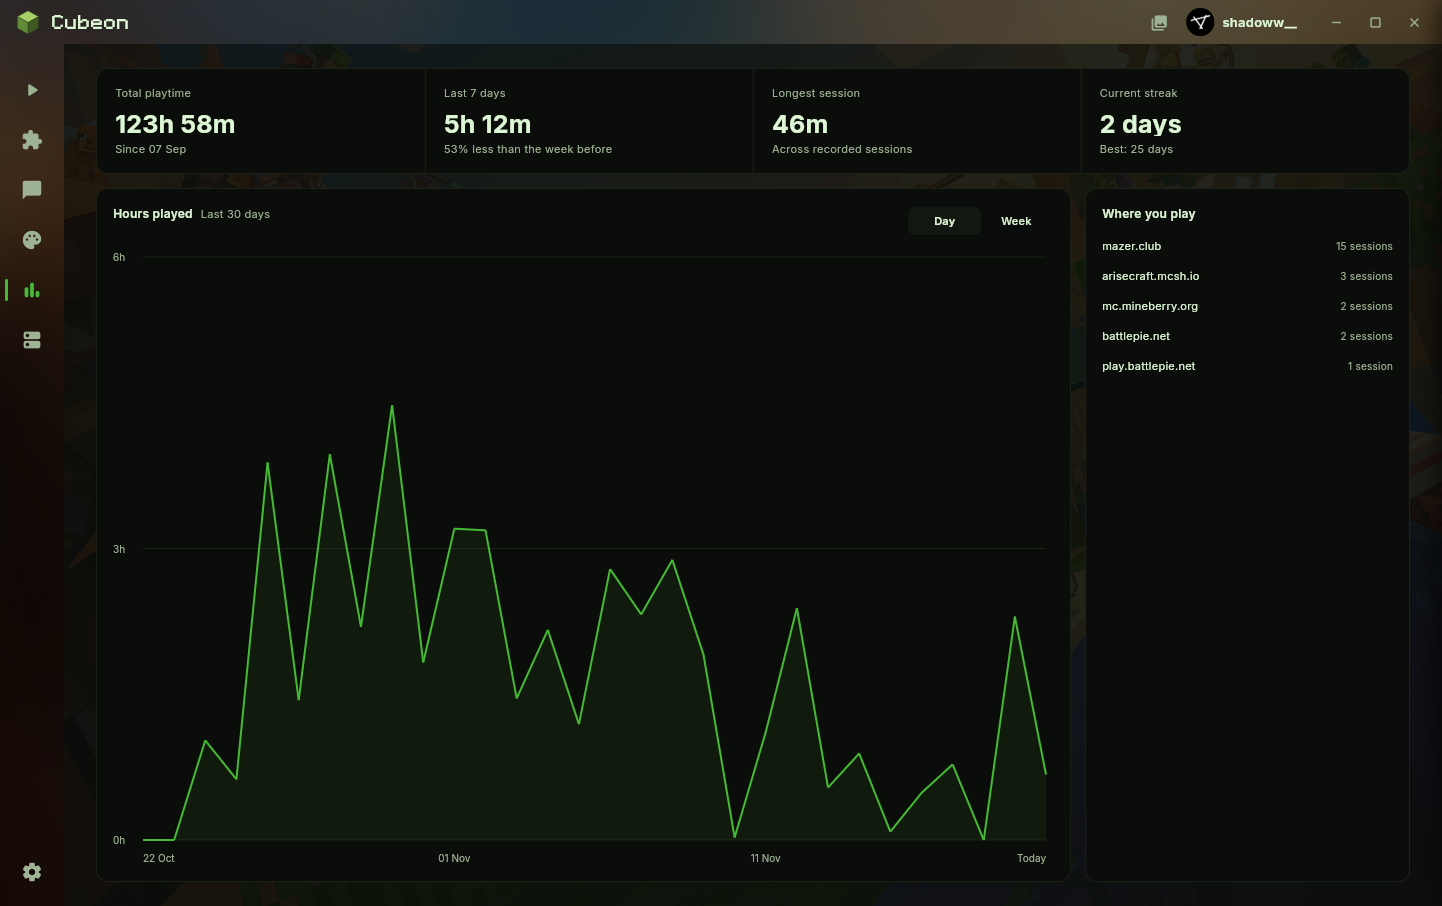 Cubeon
shadoww__
Total playtime
123h 58m
Since 07 Sep
Last 7 days
5h 12m
53% less than the week before
Longest session
46m
Across recorded sessions
Current streak
2 days
Best: 25 days
Hours played Last 30 days
Day Week
6h
3h
0h
22 Oct 01 Nov 11 Nov Today
Where you play
mazer.club 15 sessions
arisecraft.mcsh.io 3 sessions
mc.mineberry.org 2 sessions
battlepie.net 2 sessions
play.battlepie.net 1 session